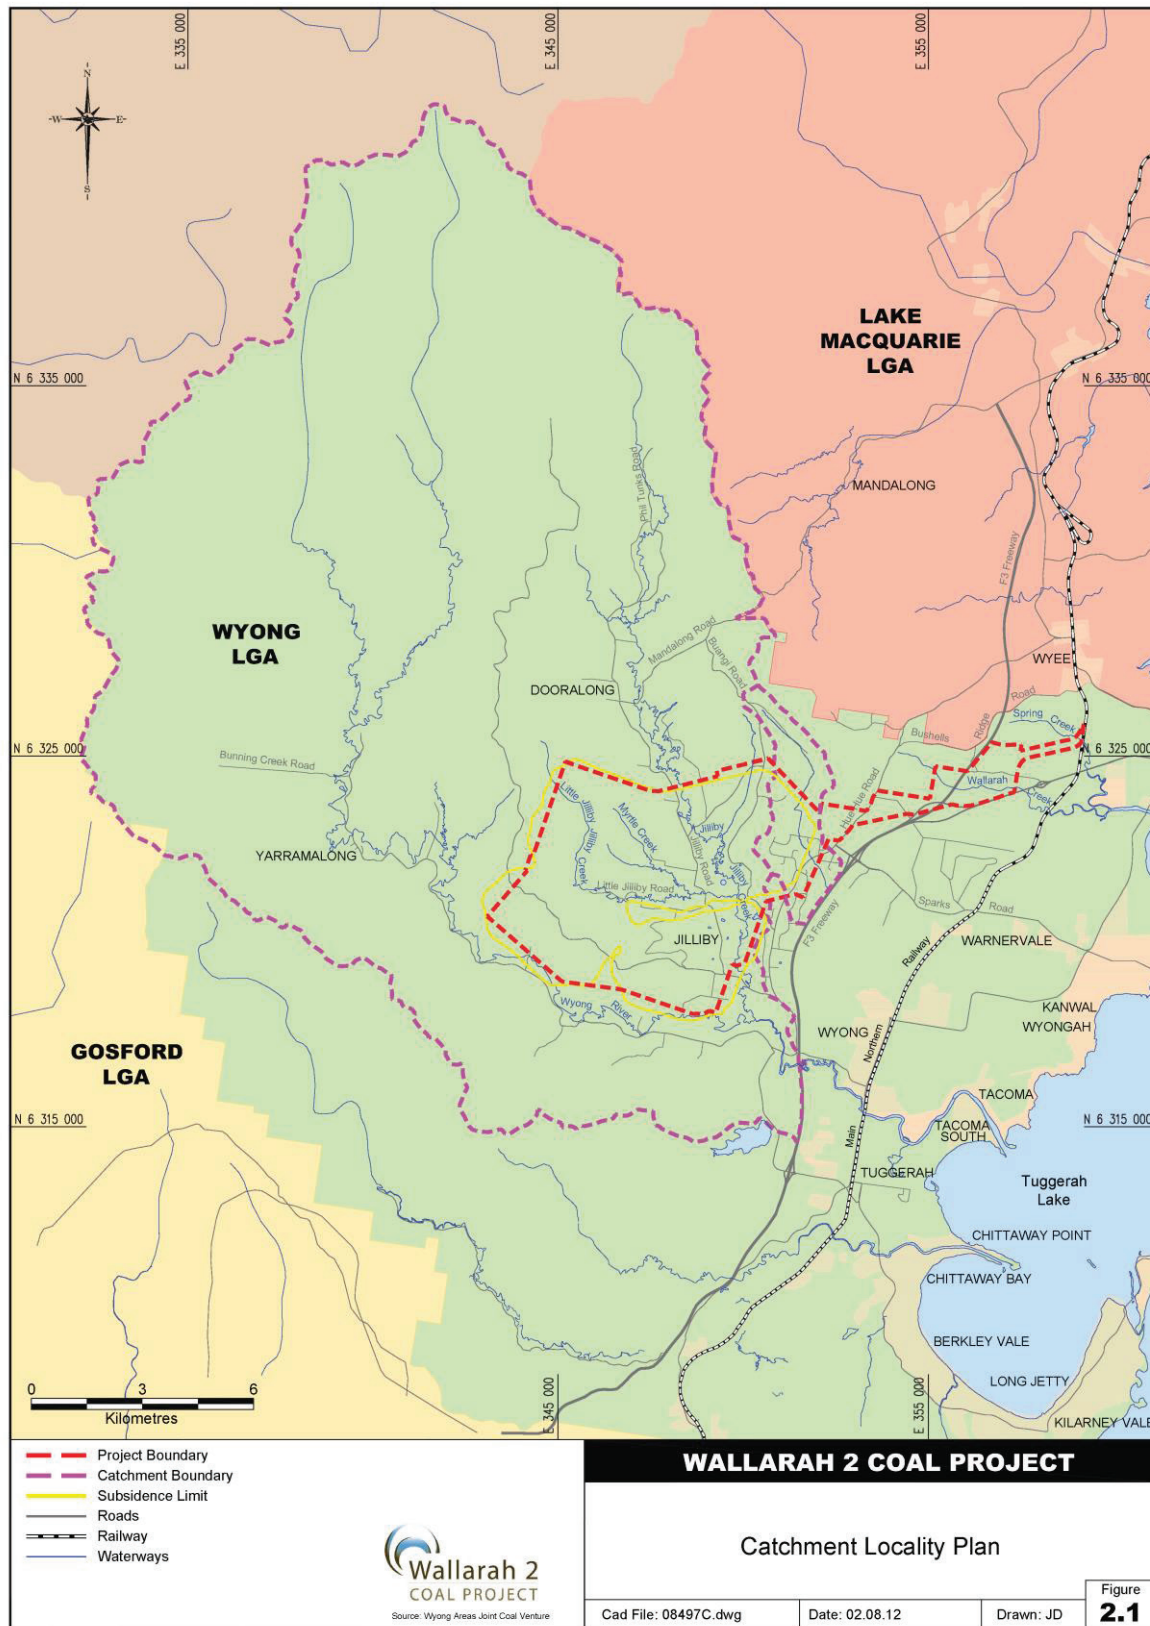 E 335 000
E 345 000
E 355 000
N
W
E
S
LAKE
MACQUARIE
LGA
N 6 335 000
N 6 335 000
Phil Tunks Road
MANDALONG
F3 Freeway
WYONG
LGA
Mandalong Road
Buangi Road
WYEE
DOORALONG
Ridge
Road
Spring
Creek
Bushells
N 6 325 000
N 6 325 000
Bunning Creek Road
Wallarah
Creek
Little Jilliby Jilliby
Creek
Myrtle Creek
Hue Hue Road
Jilliby
Jilliby Road
Jilliby
Creek
YARRAMALONG
Little Jilliby Road
Sparks
Road
F3 Freeway
JILLIBY
WARNERVALE
Railway
Wyong
River
KANWAL
WYONGAH
WYONG
GOSFORD
LGA
Northern
TACOMA
N 6 315 000
N 6 315 000
TACOMA
SOUTH
Main
TUGGERAH
Tuggerah
Lake
CHITTAWAY POINT
CHITTAWAY BAY
BERKLEY VALE
LONG JETTY
KILARNEY VALE
0 3 6
Kilometres
E 345 000
E 355 000
Project Boundary
Catchment Boundary
Subsidence Limit
Roads
Railway
Waterways
Wallarah 2
COAL PROJECT
Source: Wyong Areas Joint Coal Venture
WALLARAH 2 COAL PROJECT
Catchment Locality Plan
Cad File: 08497C.dwg
Date: 02.08.12
Drawn: JD
Figure
2.1